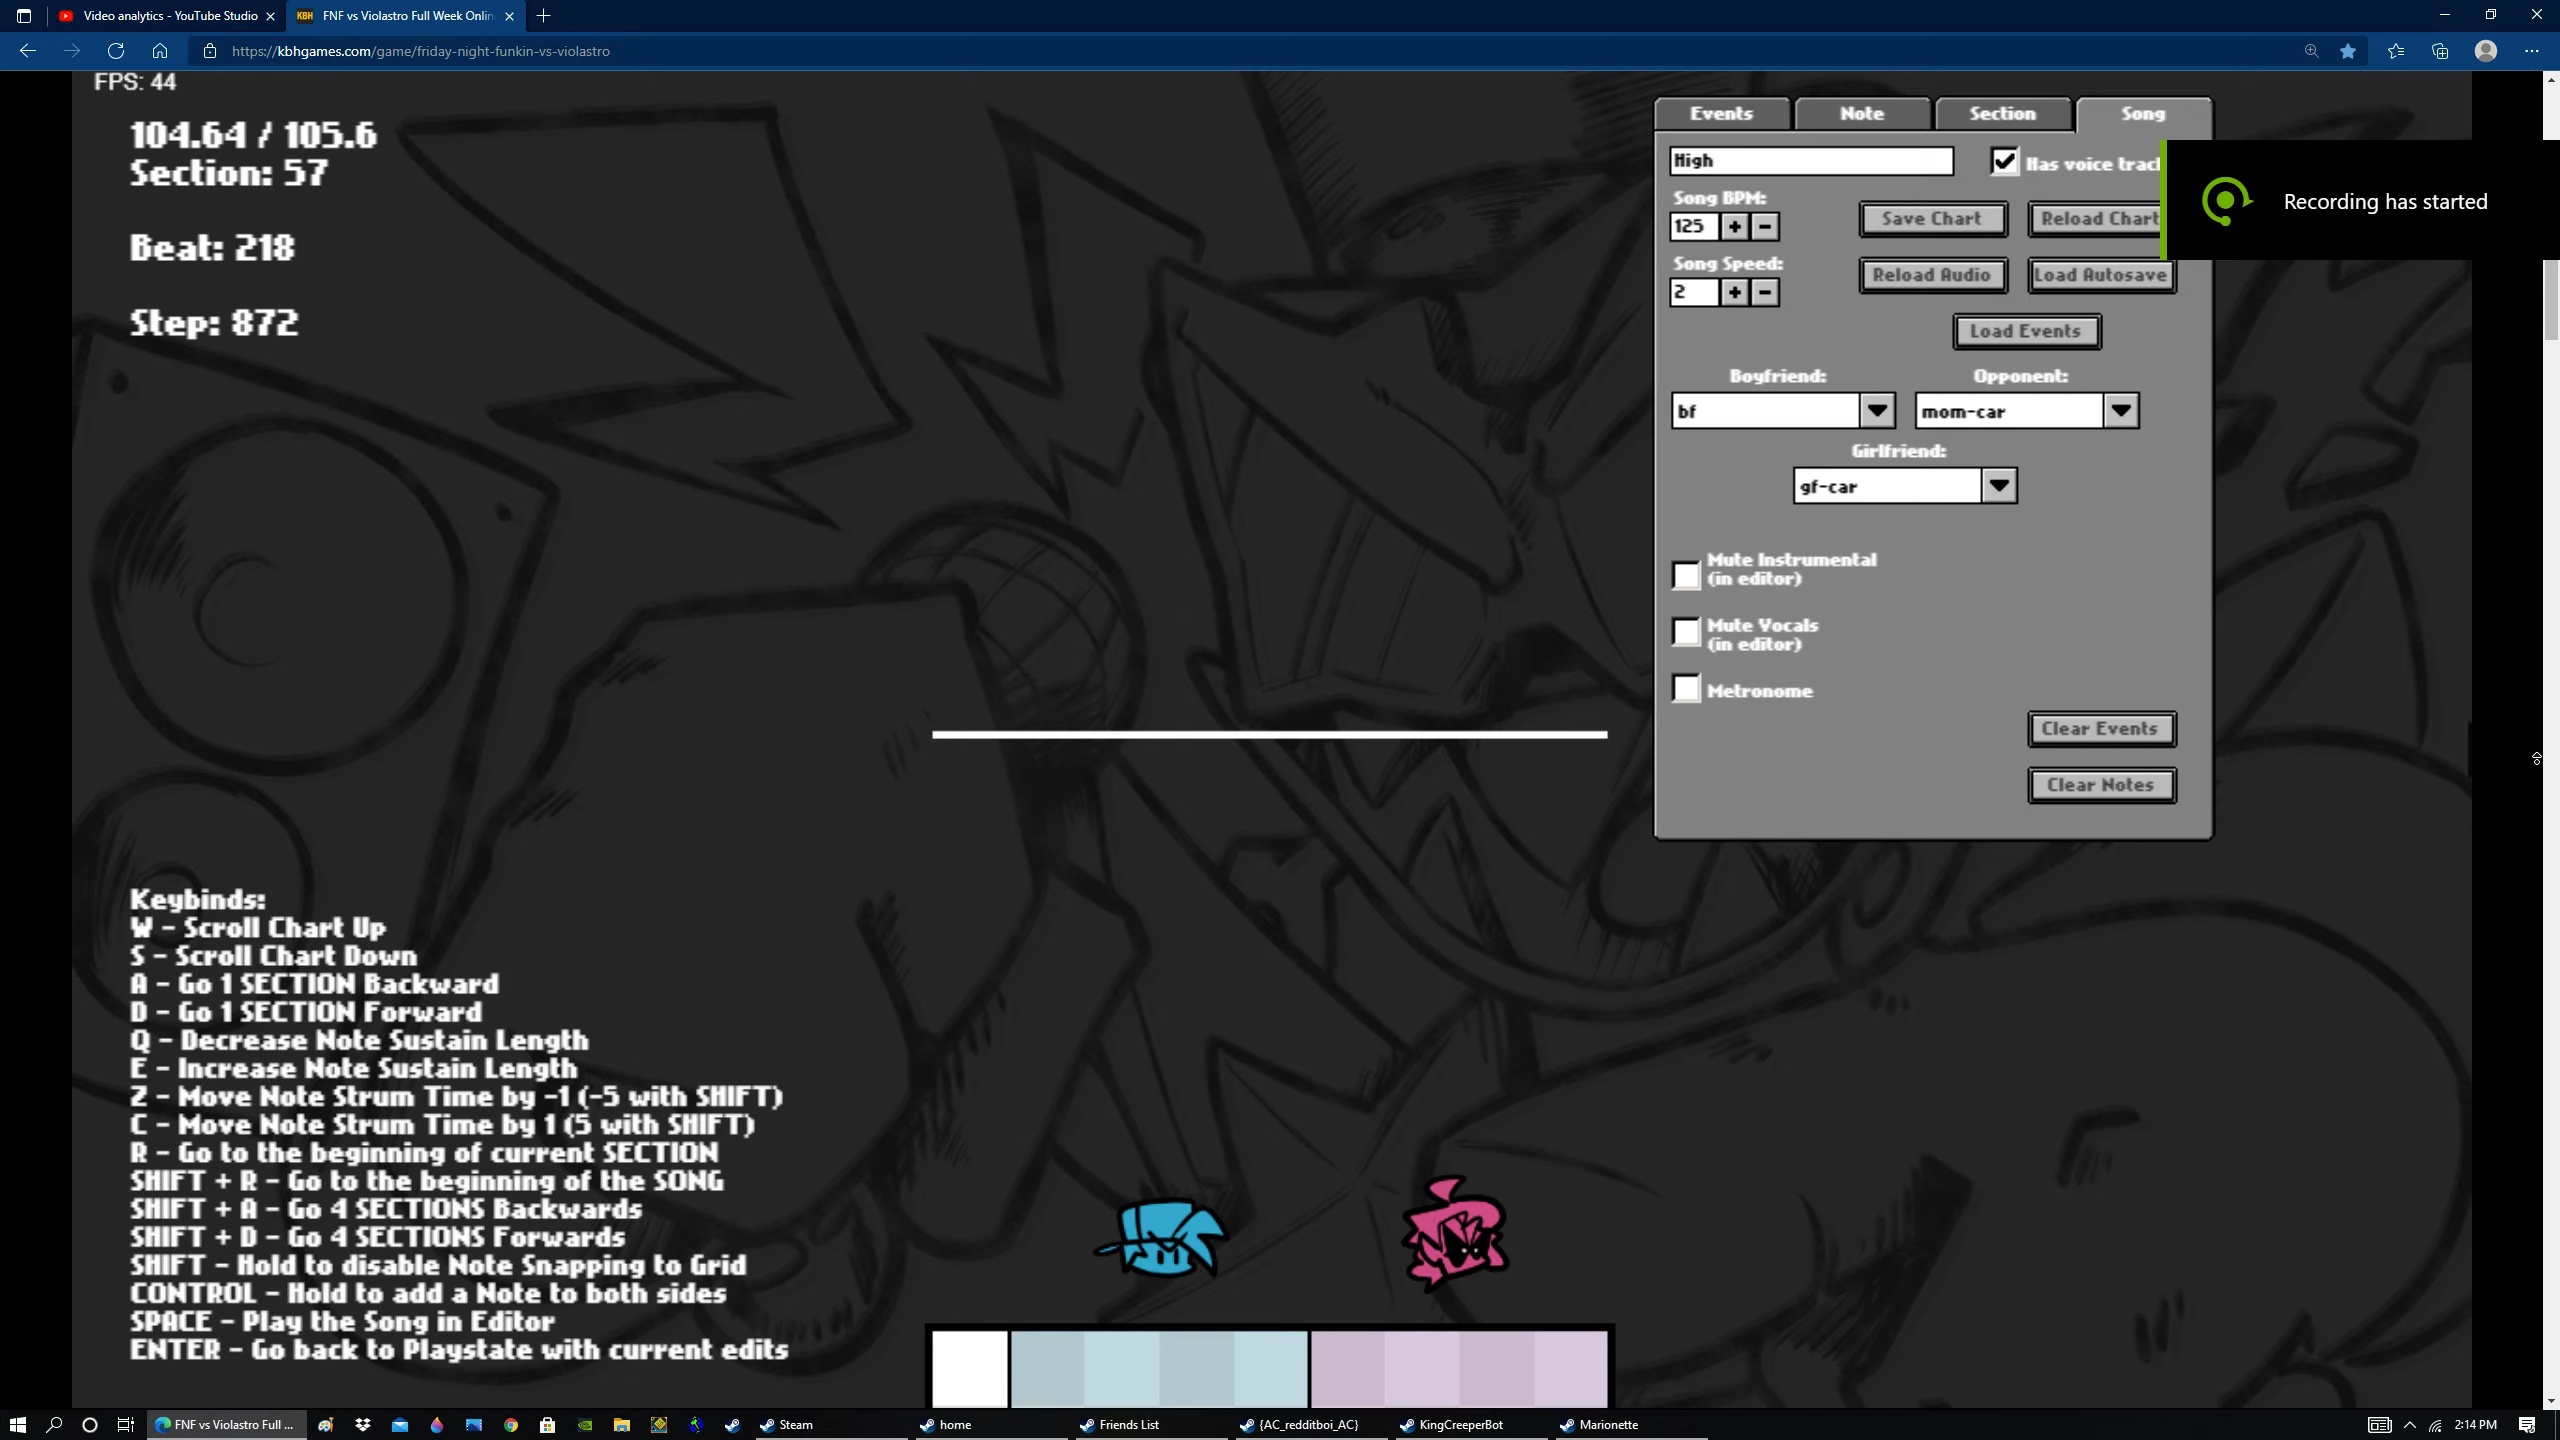 Video analytics - YouTube Studio
KBH
FNF vs Violastro Full Week Onlin
https://kbhgames.com/game/friday-night-funkin-vs-violastro
FPS: 44
104.64 / 105.6
Section: 57
Beat: 218
Step: 872
Events
Note
Section
Song
High
Has voice track
Recording has started
Song BPM:
125
+
-
Save Chart
Reload Chart
Song Speed:
2
+
-
Reload Audio
Load Autosave
Load Events
Boyfriend:
Opponent:
bf
mom-car
Girlfriend:
gf-car
Mute Instrumental
(in editor)
Mute Vocals
(in editor)
Metronome
Clear Events
Clear Notes
Keybinds:
W - Scroll Chart Up
S - Scroll Chart Down
A - Go 1 SECTION Backward
D - Go 1 SECTION Forward
Q - Decrease Note Sustain Length
E - Increase Note Sustain Length
Z - Move Note Strum Time by -1 (-5 with SHIFT)
C - Move Note Strum Time by 1 (5 with SHIFT)
R - Go to the beginning of current SECTION
SHIFT + R - Go to the beginning of the SONG
SHIFT + A - Go 4 SECTIONS Backwards
SHIFT + D - Go 4 SECTIONS Forwards
SHIFT - Hold to disable Note Snapping to Grid
CONTROL - Hold to add a Note to both sides
SPACE - Play the Song in Editor
ENTER - Go back to Playstate with current edits
FNF vs Violastro Full ...
Steam
home
Friends List
{AC_redditboi_AC}
KingCreeperBot
Marionette
2:14 PM